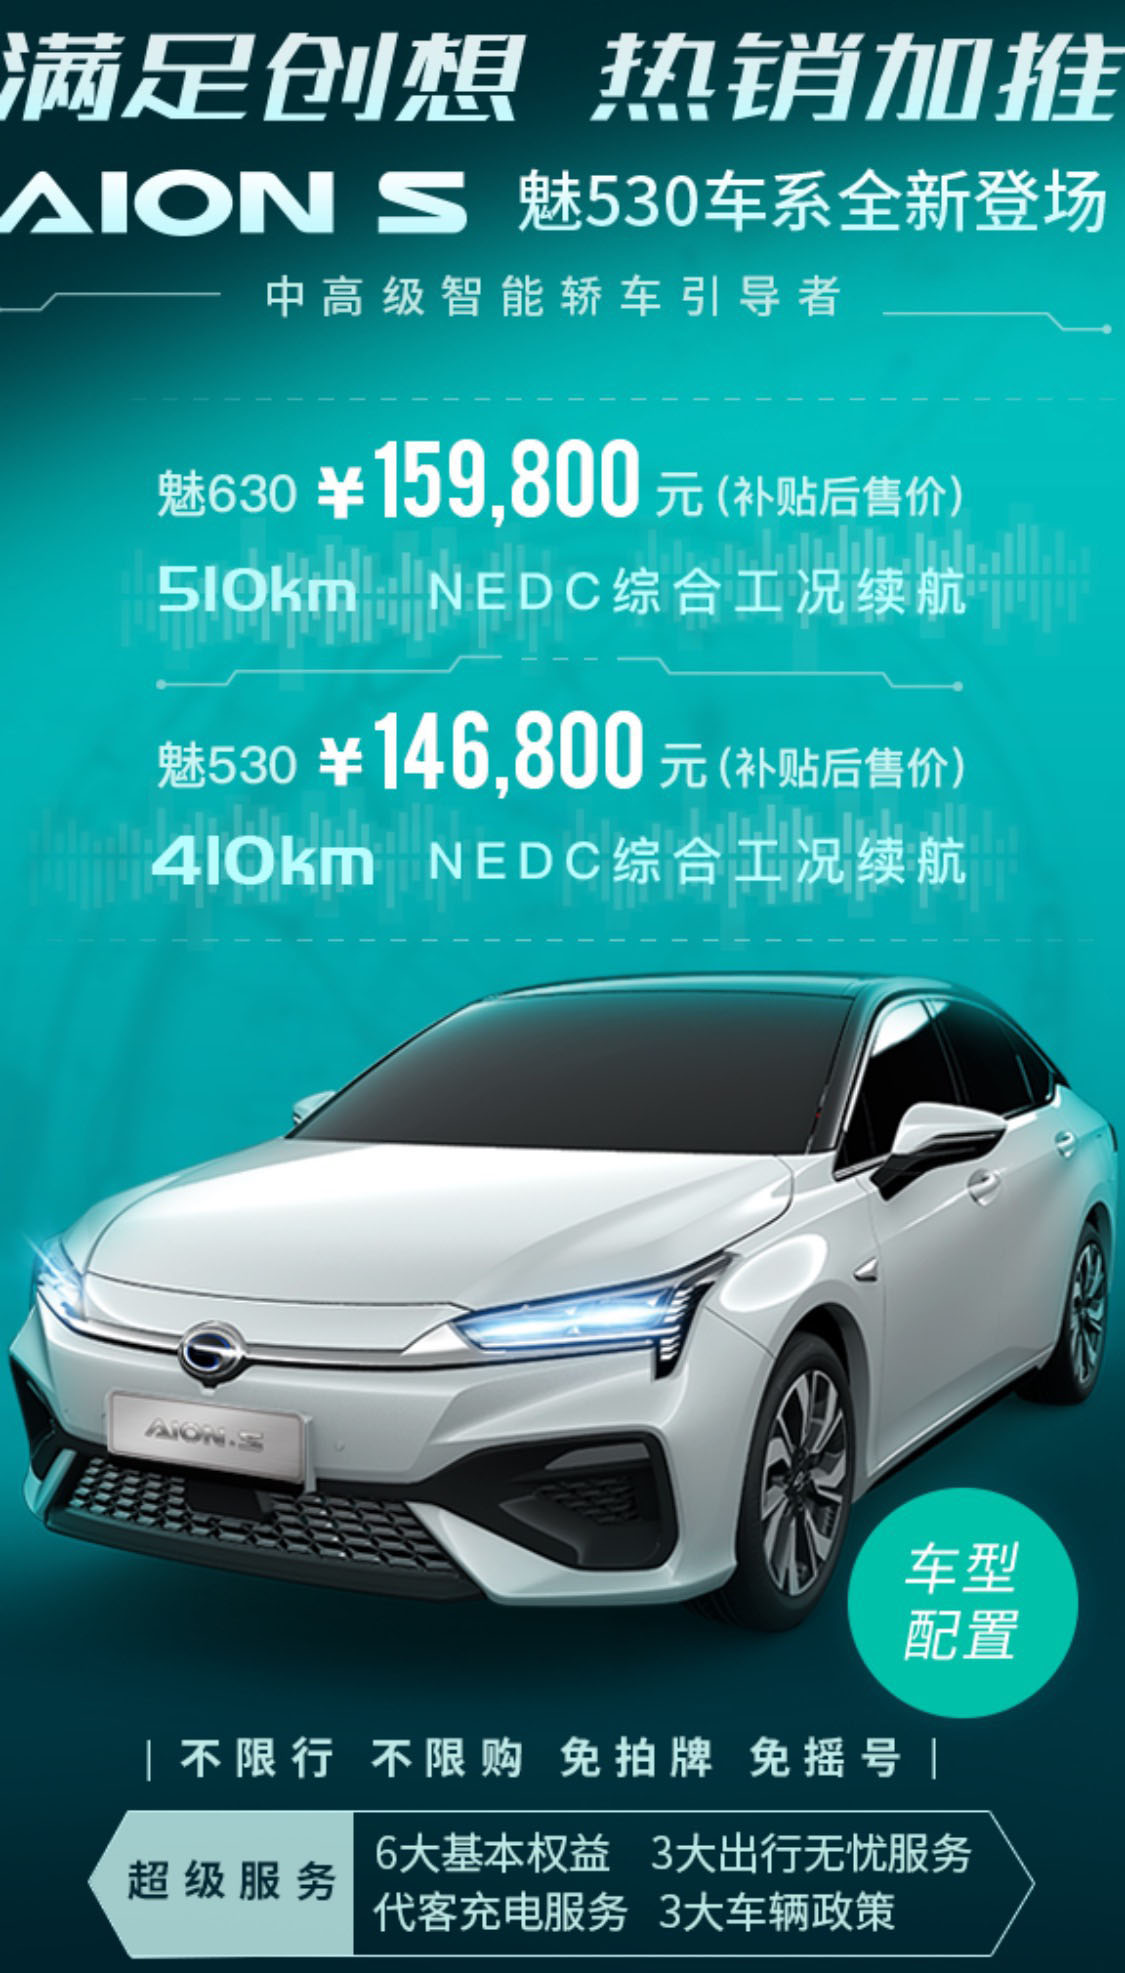 满足创想 热销加推
AION S 魅530车系全新登场
中高级智能轿车引导者
魅630 ¥159,800 元 (补贴后售价)
510km NEDC综合工况续航
魅530 ¥146,800 元 (补贴后售价)
410km NEDC综合工况续航
AION.S
车型
配置
| 不限行 不限购 免拍牌 免摇号 |
超级服务
6大基本权益 3大出行无忧服务
代客充电服务 3大车辆政策